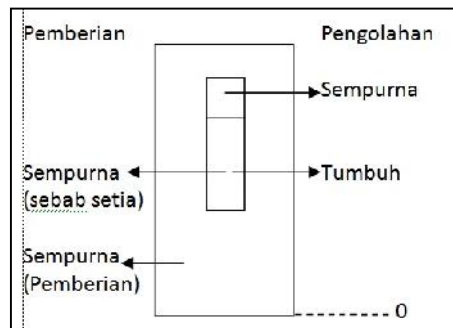 Pemberian Pengolahan
Sempurna
Sempurna Tumbuh
(sebab setia)
Sempurna
(Pemberian)
0